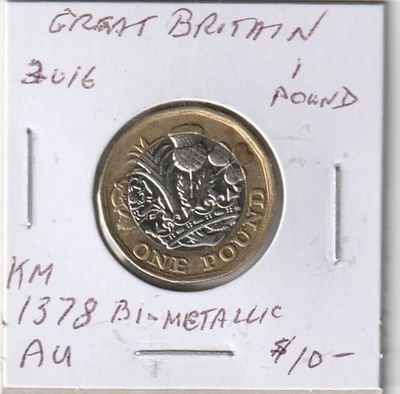 GREAT BRITAIN
2016
1
POUND
ONE POUND
KM
1378 BI-METALLIC
AU $10-